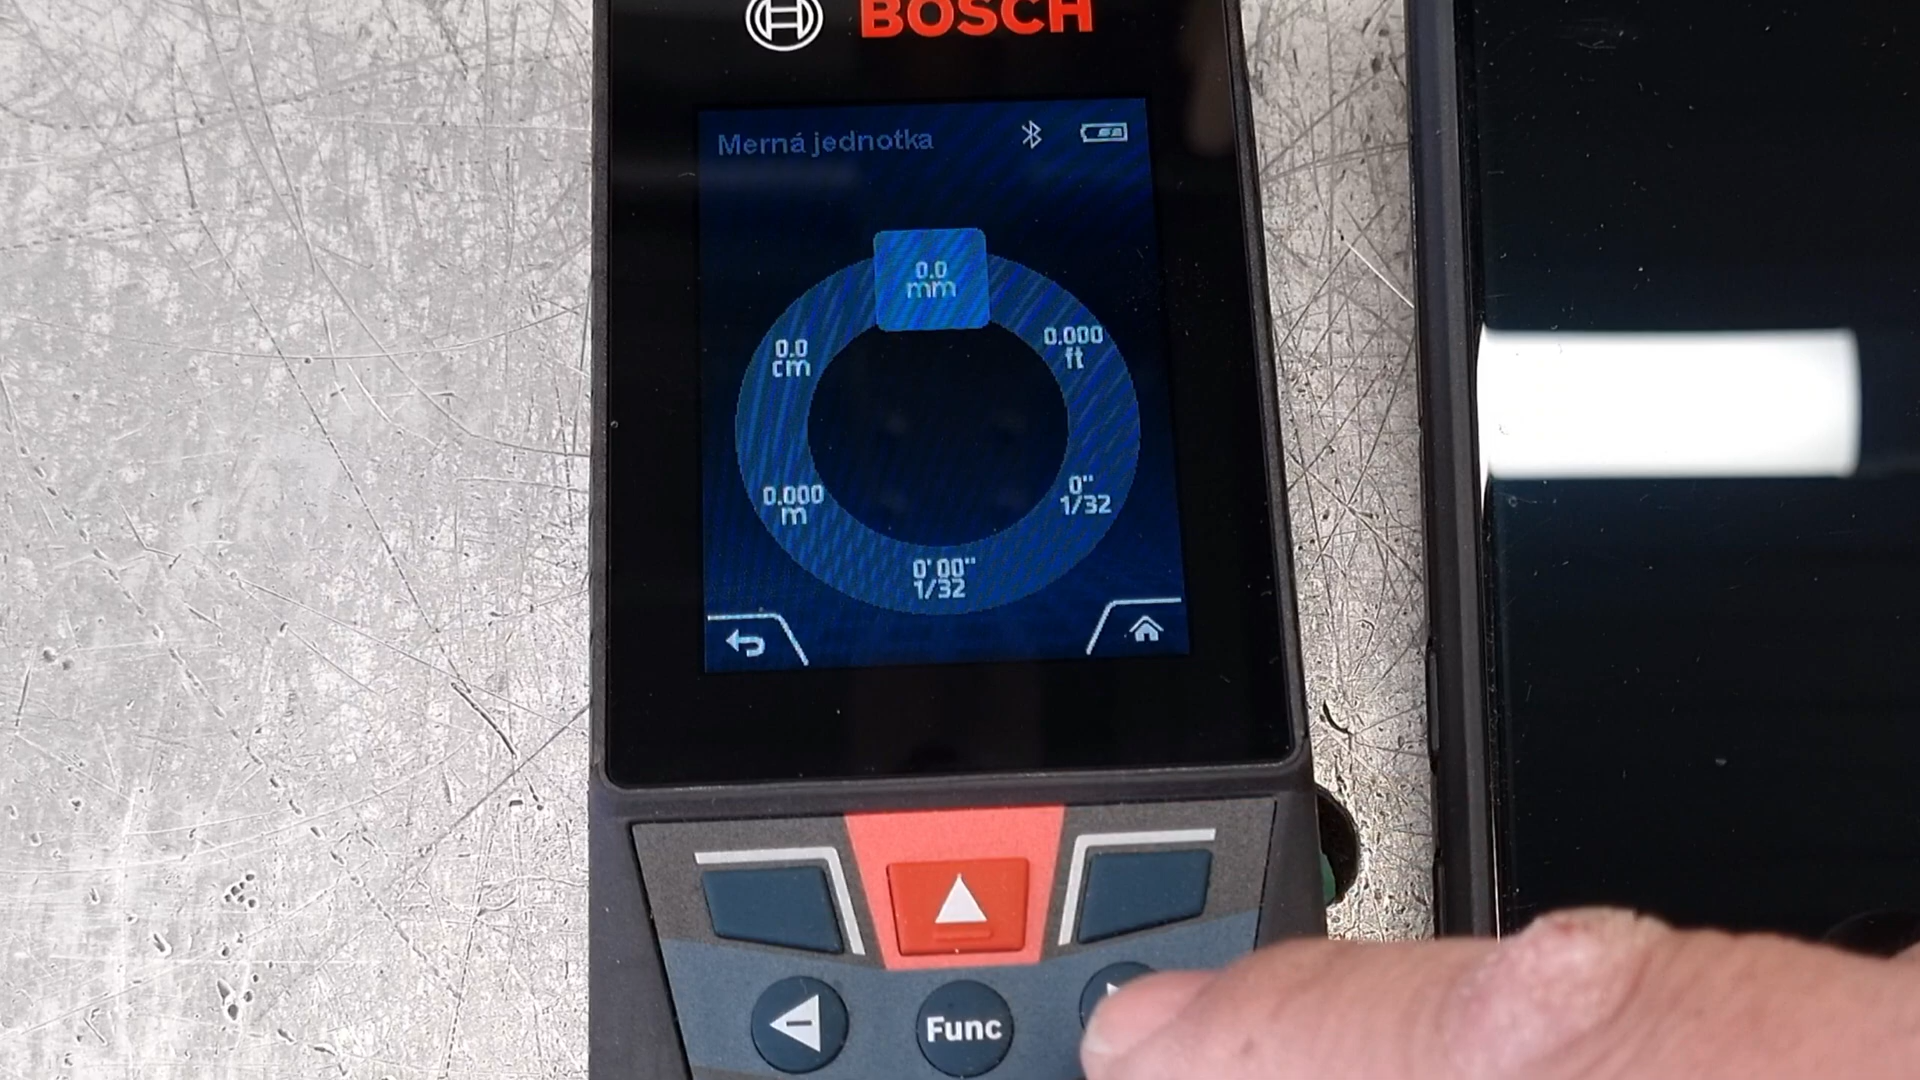 BOSCH
Merná jednotka
0.0
mm
0.0
cm
0.000
ft
0.000
m
0"
1/32
0' 00"
1/32
Func